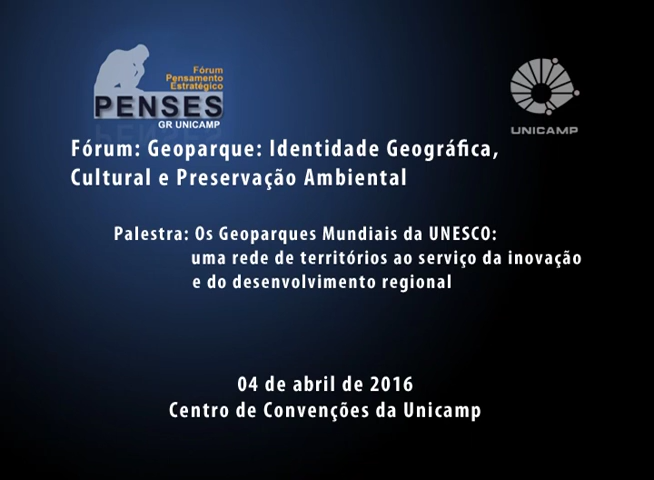 Fórum
Pensamento
Estratégico
PENSES
GR UNICAMP
UNICAMP
Fórum: Geoparque: Identidade Geográfica,
Cultural e Preservação Ambiental
Palestra: Os Geoparques Mundiais da UNESCO:
uma rede de territórios ao serviço da inovação
e do desenvolvimento regional
04 de abril de 2016
Centro de Convenções da Unicamp